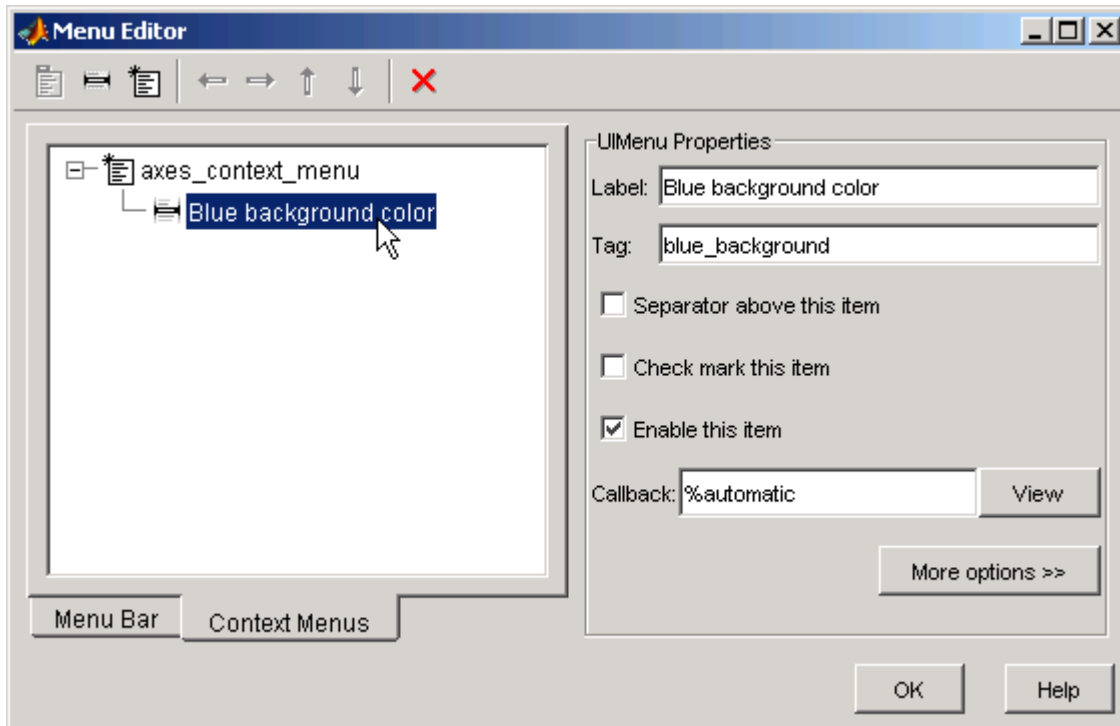 Menu Editor
axes_context_menu
Blue background color
Menu Bar
Context Menus
UIMenu Properties
Label: Blue background color
Tag: blue_background
Separator above this item
Check mark this item
Enable this item
Callback: %automatic View
More options >>
OK Help